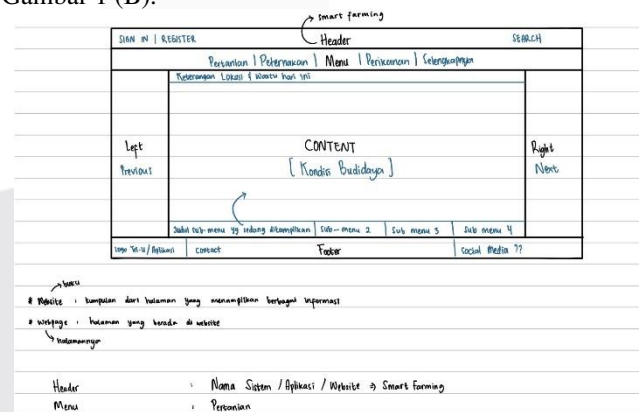 Gambar 1 (B).
smart farming
SIGN IN | REGISTER Header SEARCH
Pertanian | Peternakan | Menu | Perikanan | Selengkapnya
Keterangan Lokasi & Waktu hari ini
Left CONTENT Right
Previous [ Kondisi Budidaya ] Next
Judul sub-menu yg sedang ditampilkan | Sub-menu 2 | Sub menu 3 | Sub menu 4
Logo Tel-U / Aplikasi | contact Footer Social Media ??
buku
# Website : kumpulan dari halaman yang menampilkan berbagai informasi
# Webpage : halaman yang berada di website
halamannya
Header : Nama Sistem / Aplikasi / Website ⇒ Smart Farming
Menu : Pertanian